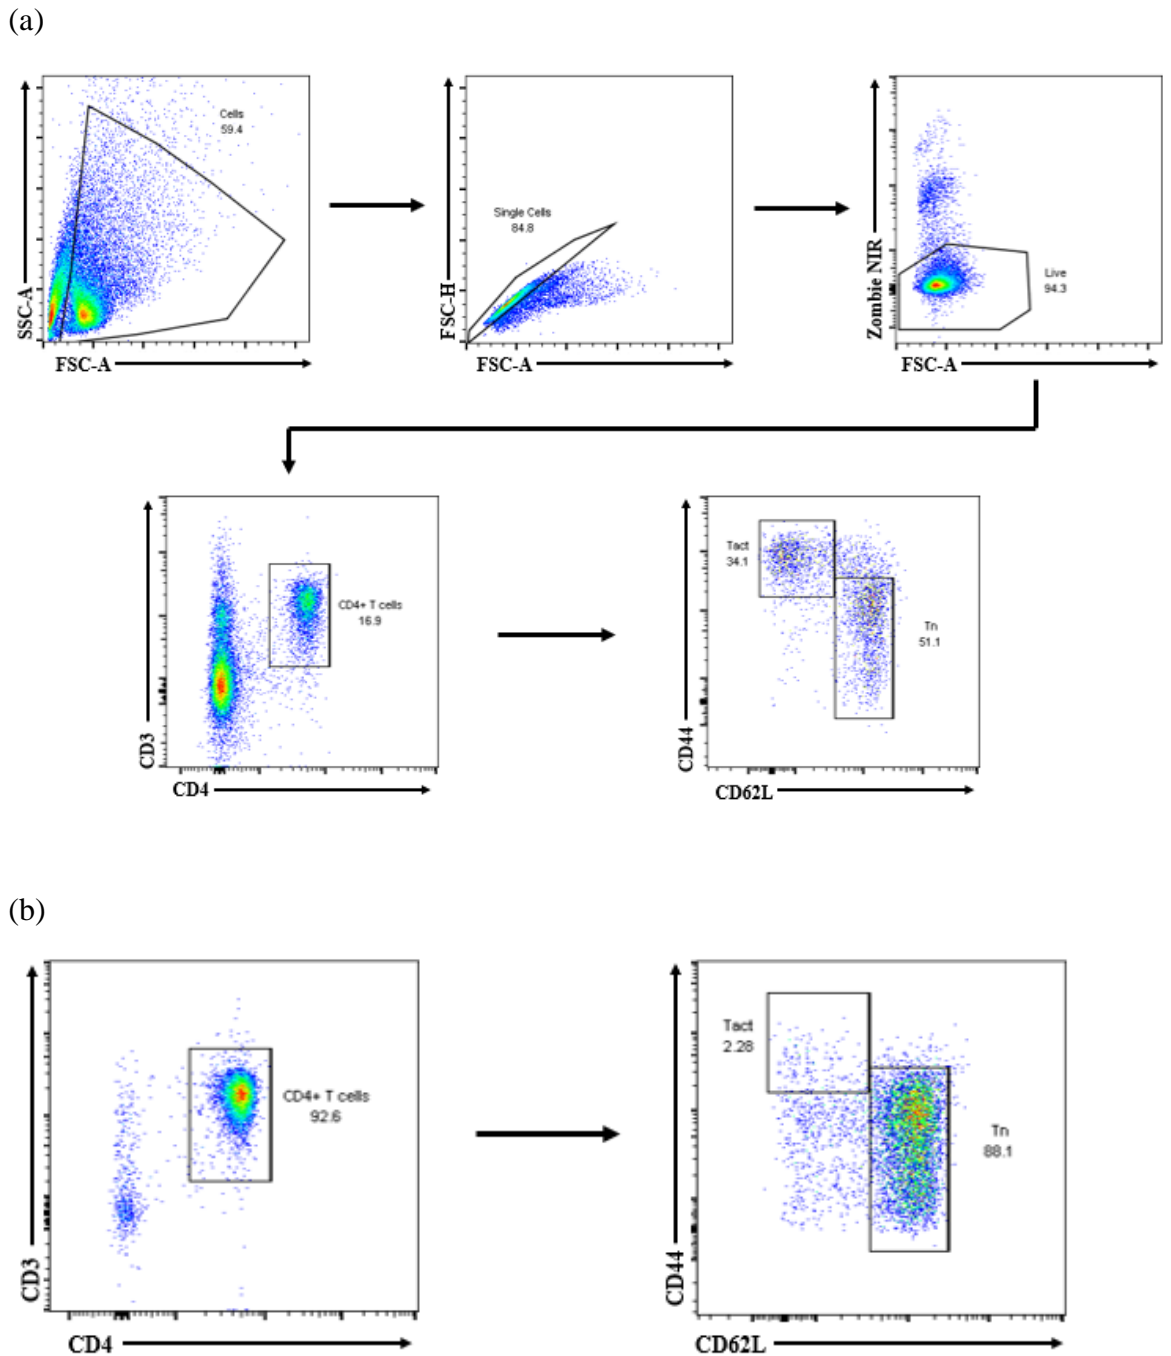 (a)
Cells
59.4
SSC-A
FSC-A
Single Cells
84.8
FSC-H
FSC-A
Live
94.3
Zombie NIR
FSC-A
CD4+ T cells
16.9
CD3
CD4
Tact
34.1
Tn
51.1
CD44
CD62L
(b)
CD4+ T cells
92.6
CD3
CD4
Tact
2.28
Tn
88.1
CD44
CD62L